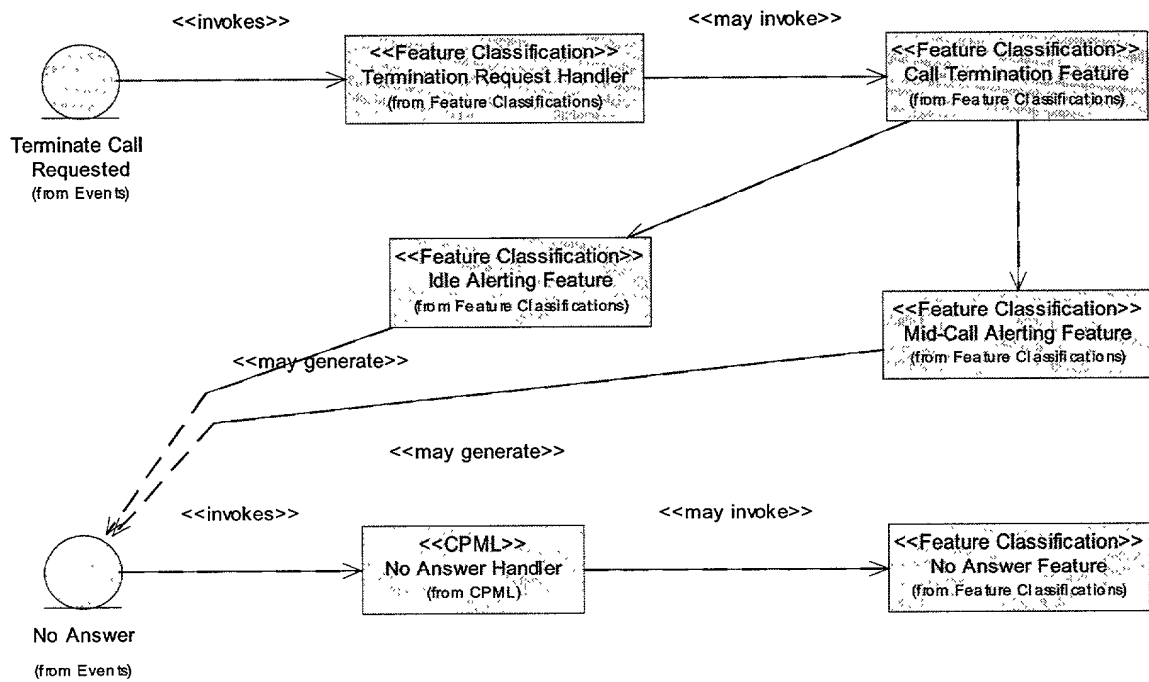 <<invokes>>
<<may invoke>>
<<Feature Classification>>
Termination Request Handler
(from Feature Classifications)
<<Feature Classification>>
Call Termination Feature
(from Feature Classifications)
Terminate Call
Requested
(from Events)
<<Feature Classification>>
Idle Alerting Feature
(from Feature Classifications)
<<Feature Classification>>
Mid-Call Alerting Feature
(from Feature Classifications)
<<may generate>>
<<may generate>>
<<invokes>>
<<may invoke>>
<<CPML>>
No Answer Handler
(from CPML)
<<Feature Classification>>
No Answer Feature
(from Feature Classifications)
No Answer
(from Events)